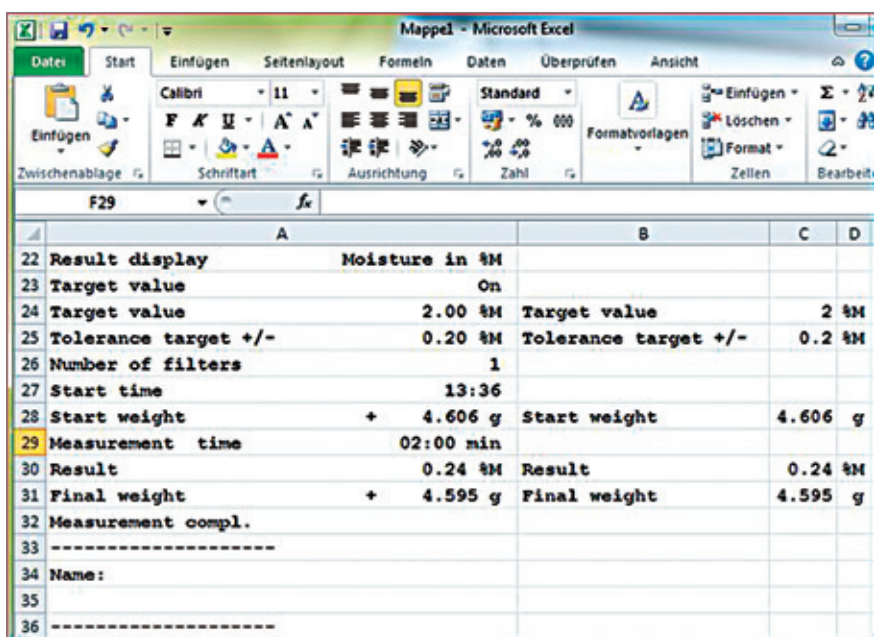 Mappe1 - Microsoft Excel
Datei Start Einfügen Seitenlayout Formeln Daten Überprüfen Ansicht
Calibri 11 Standard Einfügen
Einfügen F K U A A % 000 Formatvorlagen Löschen
Format
Zwischenablage Schriftart Ausrichtung Zahl Zellen Bearbeite
F29 fx
A B C D
22 Result display Moisture in %M
23 Target value On
24 Target value 2.00 %M Target value 2 %M
25 Tolerance target +/- 0.20 %M Tolerance target +/- 0.2 %M
26 Number of filters 1
27 Start time 13:36
28 Start weight + 4.606 g Start weight 4.606 g
29 Measurement time 02:00 min
30 Result 0.24 %M Result 0.24 %M
31 Final weight + 4.595 g Final weight 4.595 g
32 Measurement compl.
33 --------------------
34 Name:
35
36 --------------------